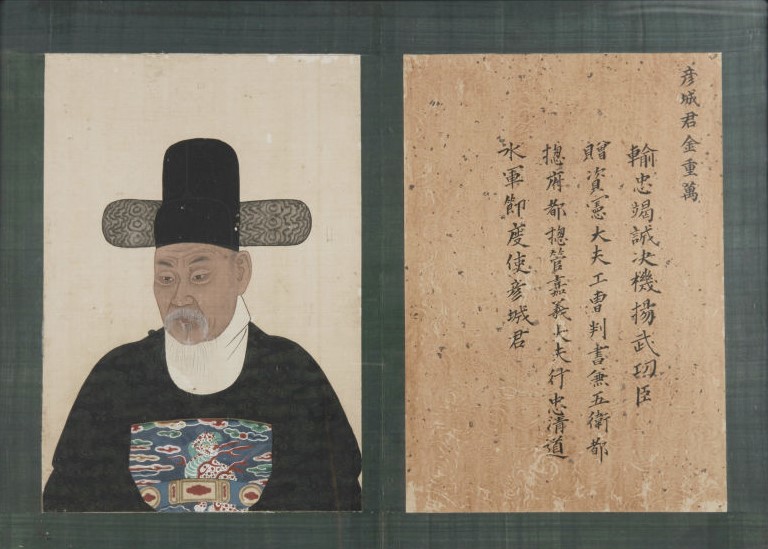 彦城君金重萬
輸忠竭誠決機揚武功臣
贈資憲大夫工曹判書兼五衛都
摠府都摠管嘉義大夫行忠清道
水軍節度使彦城君